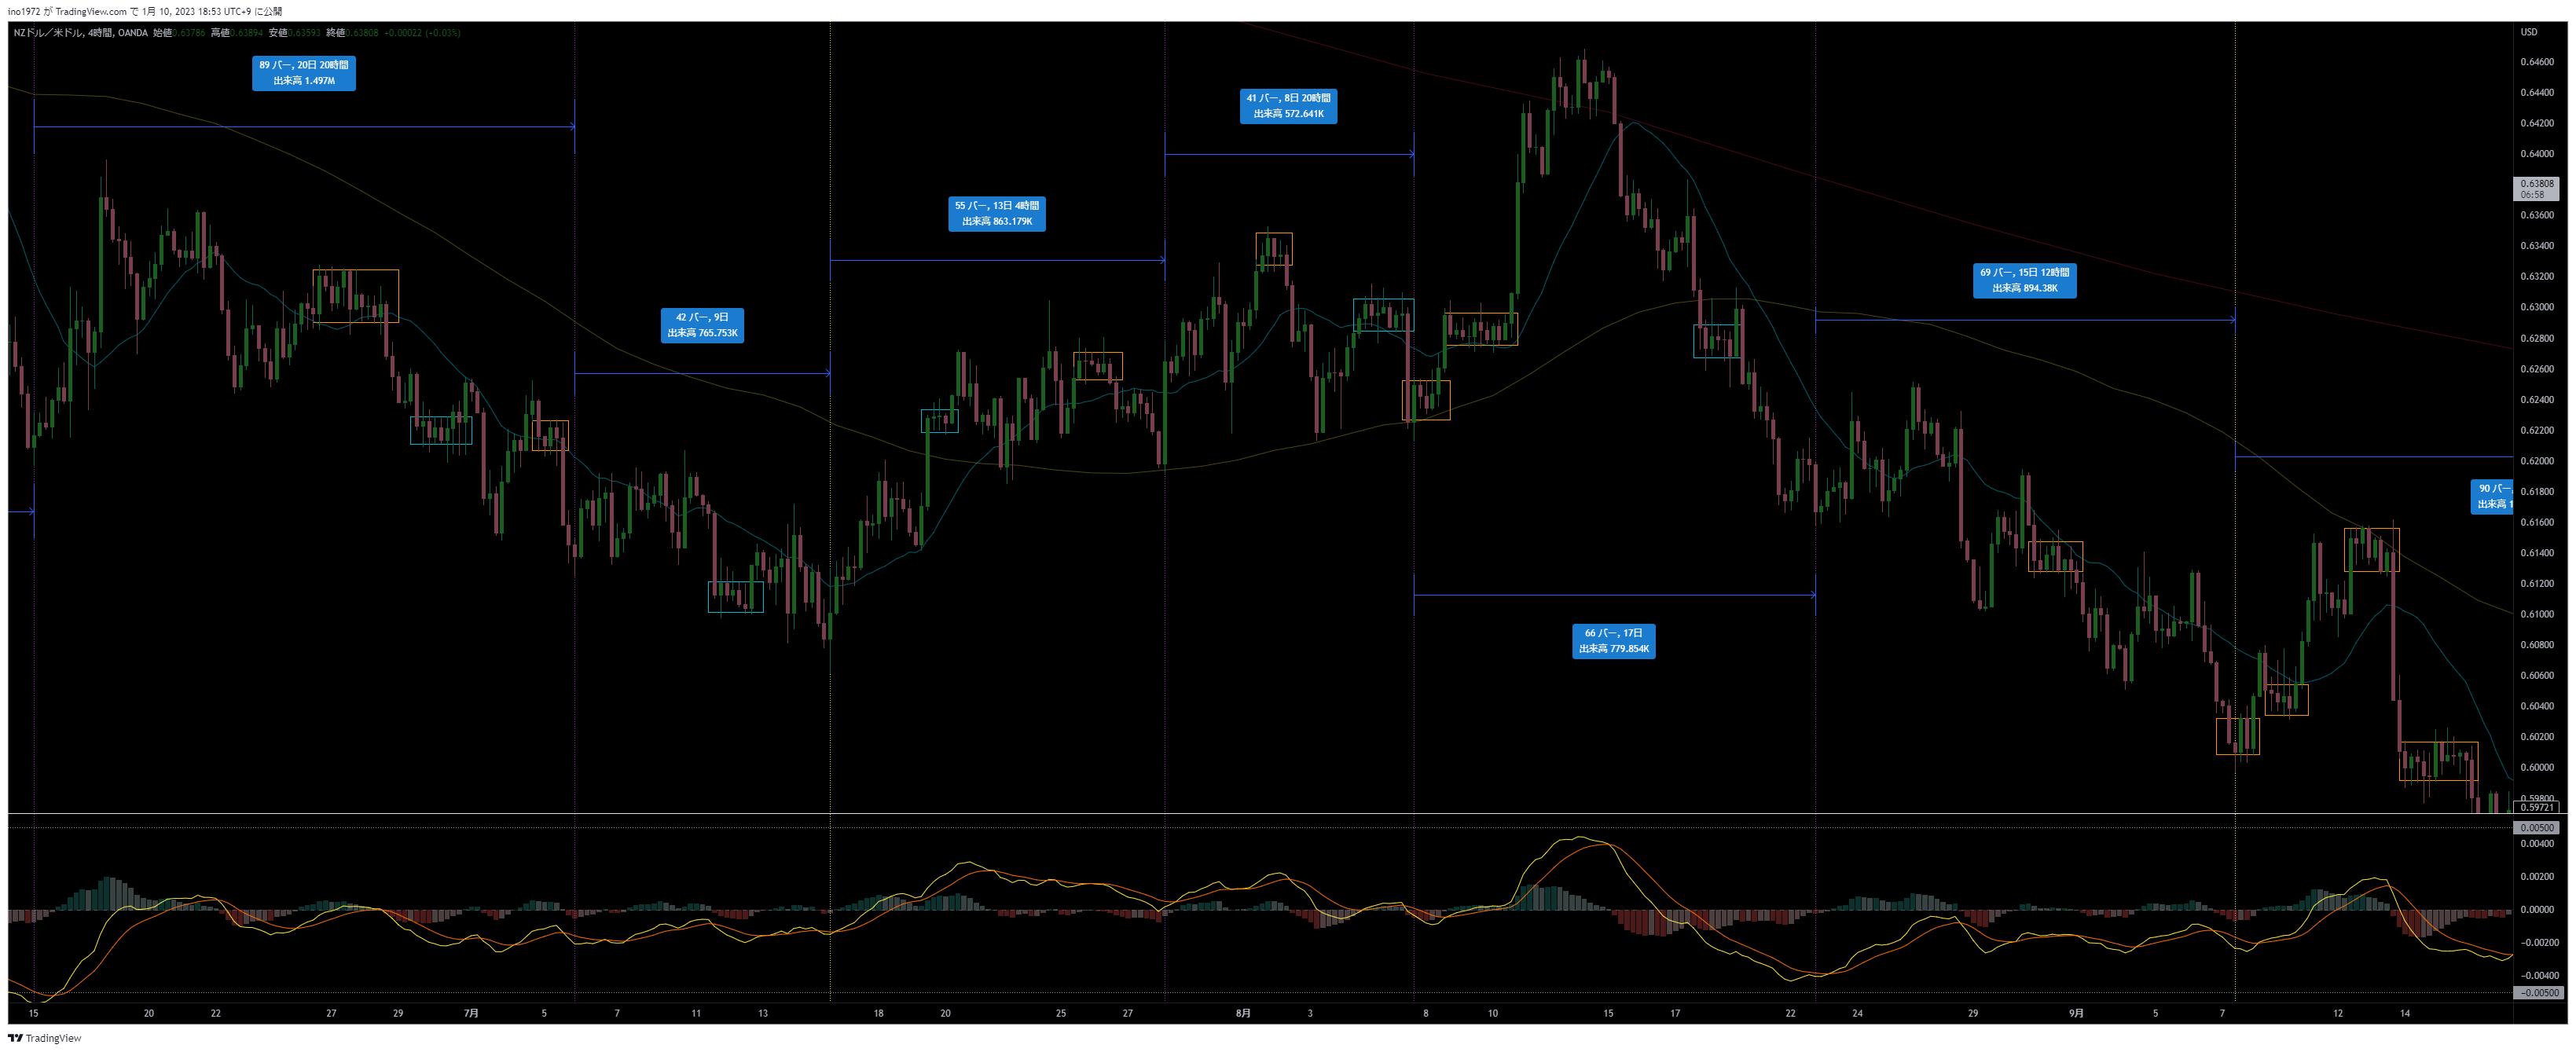 ino1972 が TradingView.com で 1月 10, 2023 18:53 UTC+9 に公開
NZドル／米ドル, 4時間, OANDA 始値0.63786 高値0.63894 安値0.63593 終値0.63808 +0.00022 (+0.03%)
USD
89 バー, 20日 20時間
出来高 1.497M
42 バー, 9日
出来高 765.753K
55 バー, 13日 4時間
出来高 863.179K
41 バー, 8日 20時間
出来高 572.641K
66 バー, 17日
出来高 779.854K
69 バー, 15日 12時間
出来高 894.38K
90 バー,
出来高 1
0.64600
0.64400
0.64200
0.64000
0.63808
06:58
0.63600
0.63400
0.63200
0.63000
0.62800
0.62600
0.62400
0.62200
0.62000
0.61800
0.61600
0.61400
0.61200
0.61000
0.60800
0.60600
0.60400
0.60200
0.60000
0.59800
0.59721
0.00500
0.00400
0.00200
0.00000
−0.00200
−0.00400
−0.00500
15 20 22 27 29 7月 5 7 11 13 18 20 25 27 8月 3 8 10 15 17 22 24 29 9月 5 7 12 14
TradingView